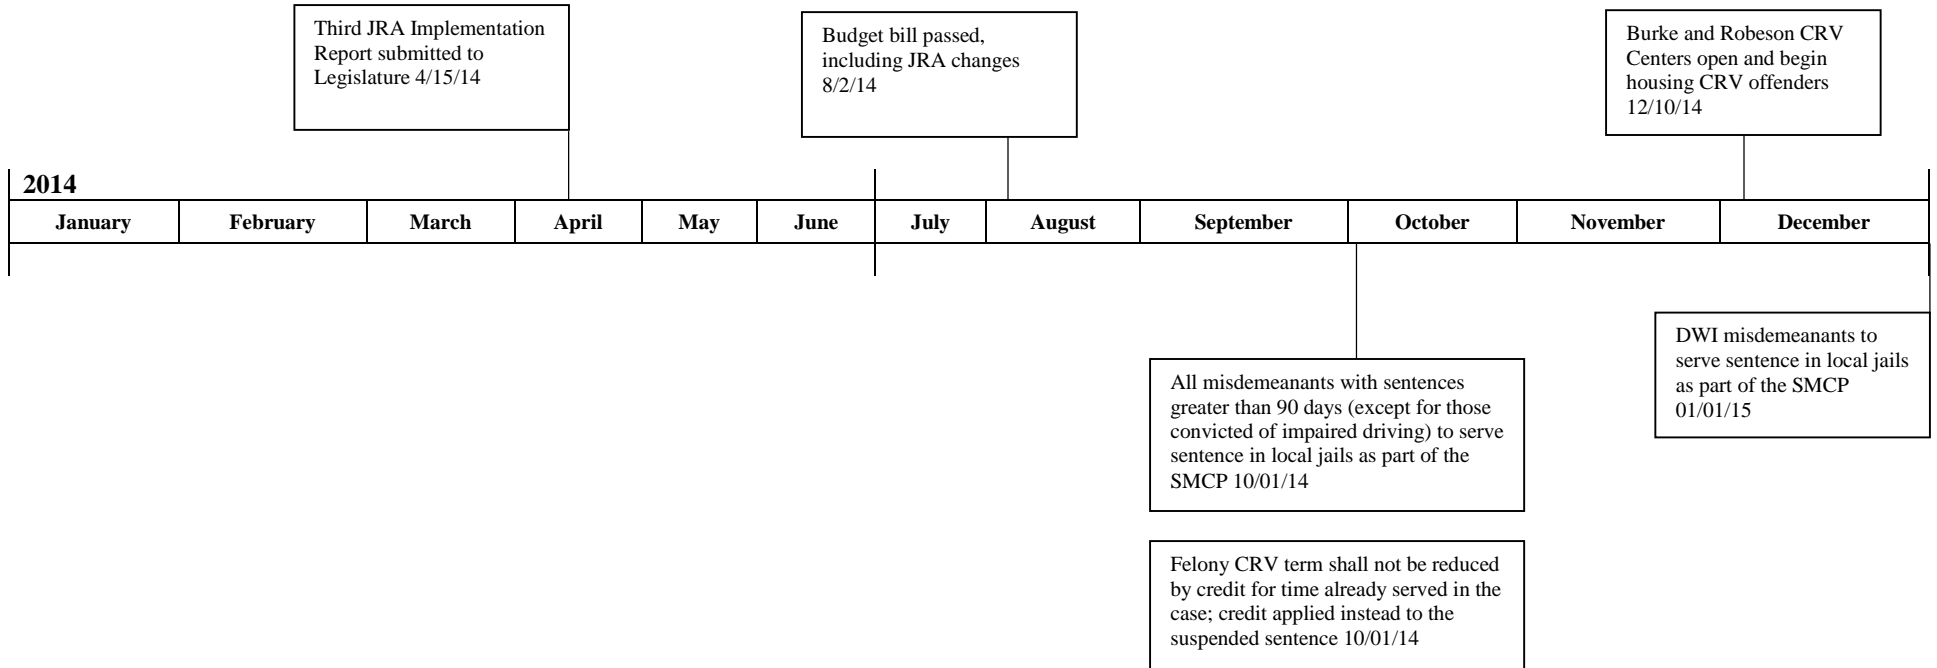 Third JRA Implementation
Report submitted to
Legislature 4/15/14
Budget bill passed,
including JRA changes
8/2/14
Burke and Robeson CRV
Centers open and begin
housing CRV offenders
12/10/14
2014
January February March April May June July August September October November December
All misdemeanants with sentences
greater than 90 days (except for those
convicted of impaired driving) to serve
sentence in local jails as part of the
SMCP 10/01/14
DWI misdemeanants to
serve sentence in local jails
as part of the SMCP
01/01/15
Felony CRV term shall not be reduced
by credit for time already served in the
case; credit applied instead to the
suspended sentence 10/01/14